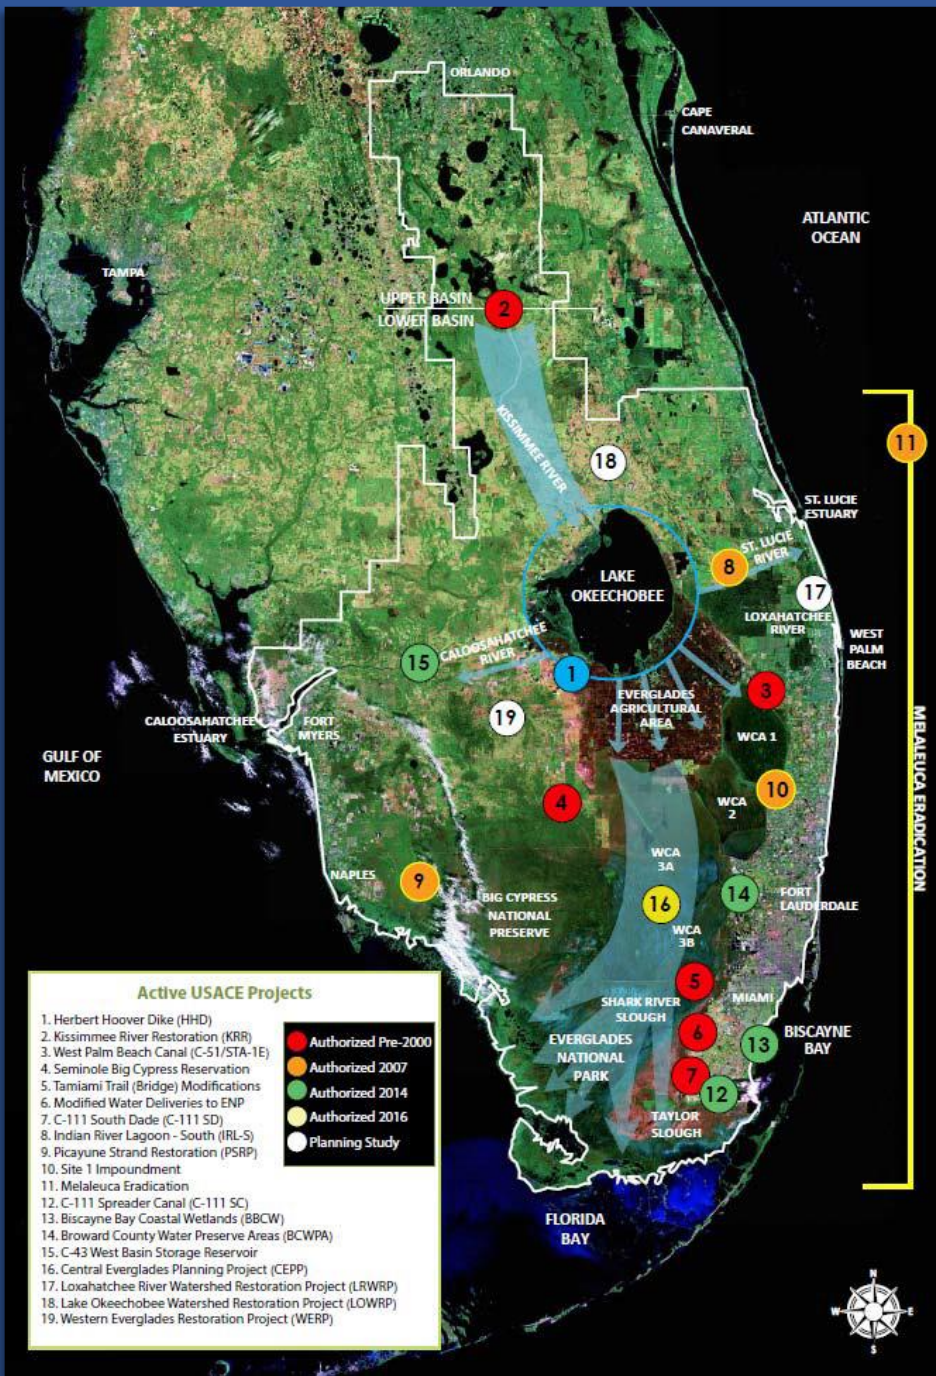 ORLANDO
CAPE
CANAVERAL
ATLANTIC
OCEAN
TAMPA
UPPER BASIN
LOWER BASIN
2
KISSIMMEE RIVER
11
18
ST. LUCIE
ESTUARY
ST. LUCIE
RIVER
8
LAKE
OKEECHOBEE
17
LOXAHATCHEE
RIVER
WEST
PALM
BEACH
CALOOSAHATCHEE
RIVER
15
1
3
EVERGLADES
AGRICULTURAL
AREA
19
CALOOSAHATCHEE
ESTUARY
FORT
MYERS
WCA 1
GULF OF
MEXICO
MELALEUCA ERADICATION
10
4
WCA
2
WCA
3A
NAPLES
9
BIG CYPRESS
NATIONAL
PRESERVE
16
14
FORT
LAUDERDALE
WCA
3B
5
SHARK RIVER
SLOUGH
MIAMI
6
BISCAYNE
BAY
13
EVERGLADES
NATIONAL
PARK
7
12
TAYLOR
SLOUGH
FLORIDA
BAY
Active USACE Projects
1. Herbert Hoover Dike (HHD)
2. Kissimmee River Restoration (KRR)
3. West Palm Beach Canal (C-51/STA-1E)
4. Seminole Big Cypress Reservation
5. Tamiami Trail (Bridge) Modifications
6. Modified Water Deliveries to ENP
7. C-111 South Dade (C-111 SD)
8. Indian River Lagoon - South (IRL-S)
9. Picayune Strand Restoration (PSRP)
10. Site 1 Impoundment
11. Melaleuca Eradication
12. C-111 Spreader Canal (C-111 SC)
13. Biscayne Bay Coastal Wetlands (BBCW)
14. Broward County Water Preserve Areas (BCWPA)
15. C-43 West Basin Storage Reservoir
16. Central Everglades Planning Project (CEPP)
17. Loxahatchee River Watershed Restoration Project (LRWRP)
18. Lake Okeechobee Watershed Restoration Project (LOWRP)
19. Western Everglades Restoration Project (WERP)
Authorized Pre-2000
Authorized 2007
Authorized 2014
Authorized 2016
Planning Study
N
W
E
S